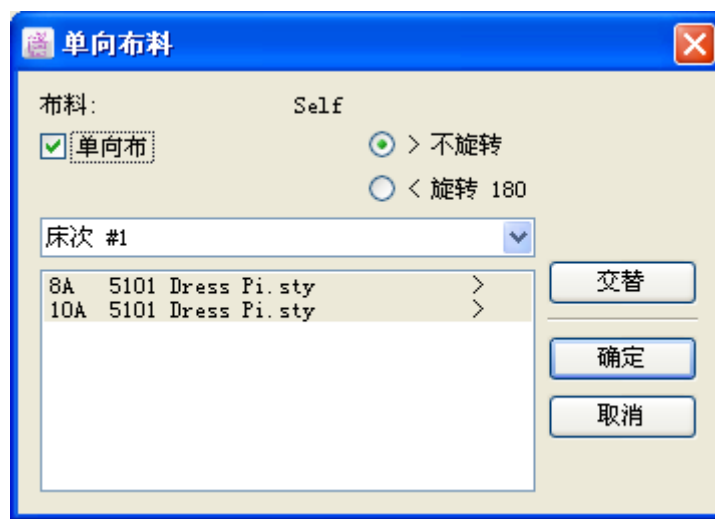 单向布料
布料: Self
单向布
> 不旋转
< 旋转 180
床次 #1
8A 5101 Dress Pi.sty >
10A 5101 Dress Pi.sty >
交替
确定
取消